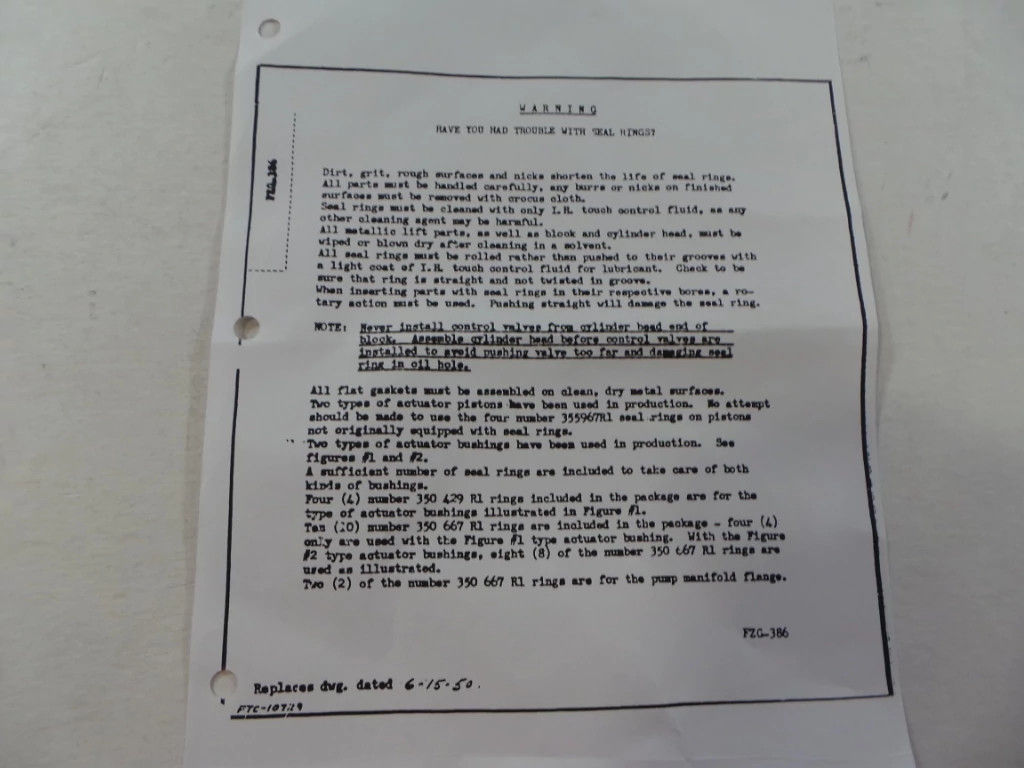 WARNING
HAVE YOU HAD TROUBLE WITH SEAL RINGS?
FZG-386
Dirt, grit, rough surfaces and nicks shorten the life of seal rings.
All parts must be handled carefully, any burrs or nicks on finished
surfaces must be removed with crocus cloth.
Seal rings must be cleaned with only I.H. touch control fluid, as any
other cleaning agent may be harmful.
All metallic lift parts, as well as block and cylinder head, must be
wiped or blown dry after cleaning in a solvent.
All seal rings must be rolled rather than pushed to their grooves with
a light coat of I.H. touch control fluid for lubricant. Check to be
sure that ring is straight and not twisted in groove.
When inserting parts with seal rings in their respective bores, a ro-
tary action must be used. Pushing straight will damage the seal ring.
NOTE: Never install control valves from cylinder head end of
block. Assemble cylinder head before control valves are
installed to avoid pushing valve too far and damaging seal
ring in oil hole.
All flat gaskets must be assembled on clean, dry metal surfaces.
Two types of actuator pistons have been used in production. No attempt
should be made to use the four number 355967R1 seal rings on pistons
not originally equipped with seal rings.
Two types of actuator bushings have been used in production. See
figures #1 and #2.
A sufficient number of seal rings are included to take care of both
kinds of bushings.
Four (4) number 350 429 R1 rings included in the package are for the
type of actuator bushings illustrated in Figure #1.
Ten (10) number 350 667 R1 rings are included in the package - four (4)
only are used with the Figure #1 type actuator bushing. With the Figure
#2 type actuator bushings, eight (8) of the number 350 667 R1 rings are
used as illustrated.
Two (2) of the number 350 667 R1 rings are for the pump manifold flange.
FZG-386
Replaces dwg. dated 6-15-50.